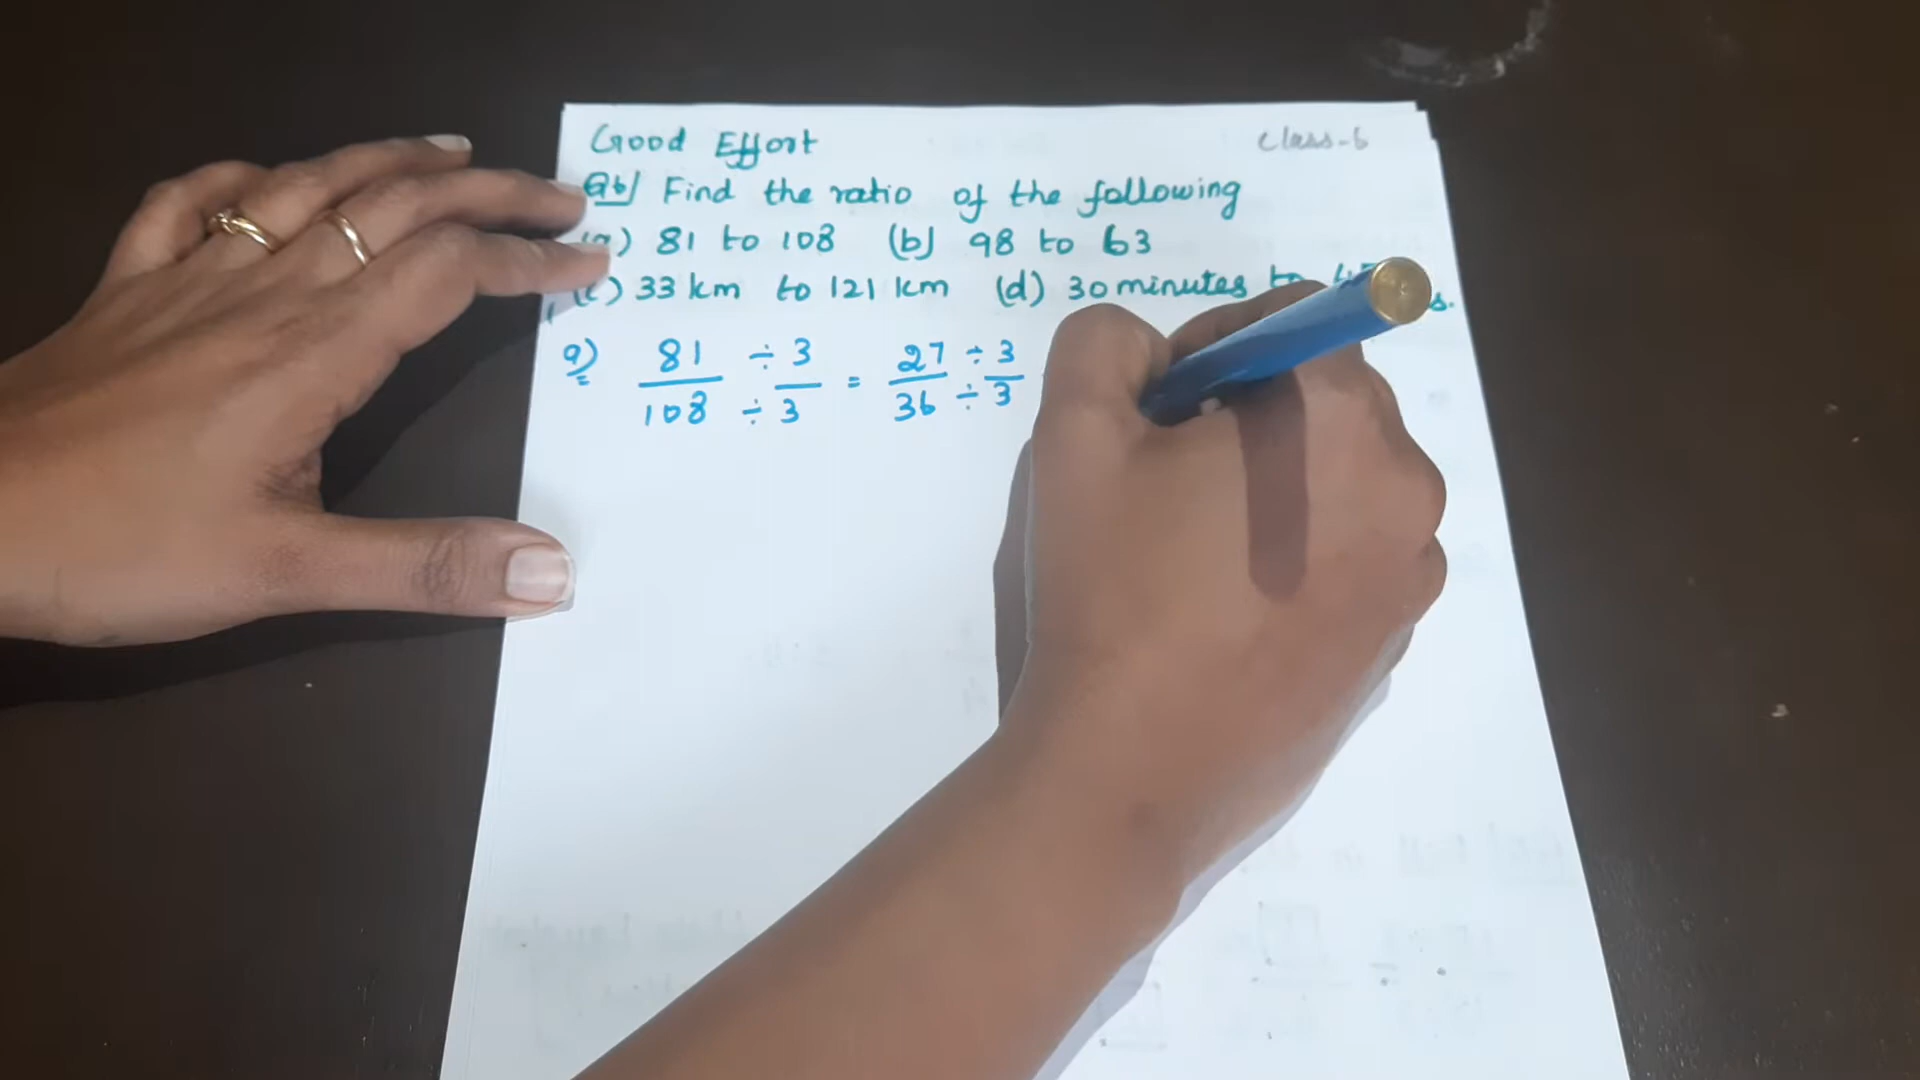 Good Effort Class-6
Q6/ Find the ratio of the following
(a) 81 to 108 (b) 98 to 63
(c) 33 km to 121 km (d) 30 minutes to
a) 81 ÷ 3 / 108 ÷ 3 = 27 ÷ 3 / 36 ÷ 3